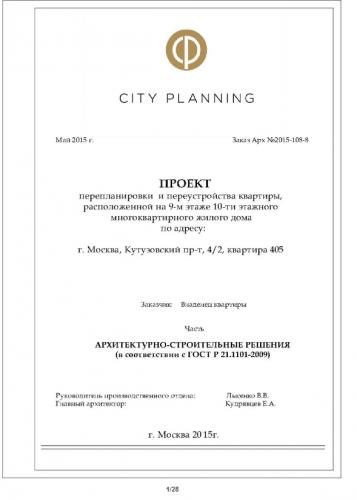 CITY PLANNING
Май 2015 г. Заказ Арх №2015-108-8
ПРОЕКТ
перепланировки и переустройства квартиры,
расположенной на 9-м этаже 10-ти этажного
многоквартирного жилого дома
по адресу:
г. Москва, Кутузовский пр-т, 4/2, квартира 405
Заказчик: Владелец квартиры
Часть
АРХИТЕКТУРНО-СТРОИТЕЛЬНЫЕ РЕШЕНИЯ
(в соответствии с ГОСТ Р 21.1101-2009)
Руководитель производственного отдела: Лысенко В.В.
Главный архитектор: Кудрявцев Е.А.
г. Москва 2015г.
1/28